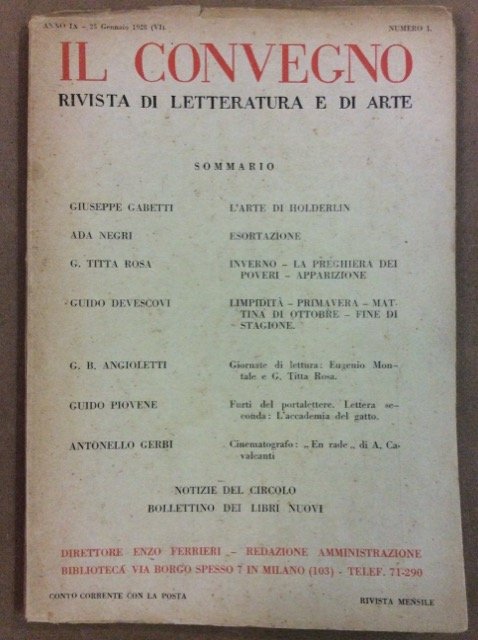 ANNO IX - 25 Gennaio 1928 (VI). NUMERO 1.
IL CONVEGNO
RIVISTA DI LETTERATURA E DI ARTE
SOMMARIO
GIUSEPPE GABETTI L'ARTE DI HOLDERLIN
ADA NEGRI ESORTAZIONE
G. TITTA ROSA INVERNO - LA PREGHIERA DEI
POVERI - APPARIZIONE
GUIDO DEVESCOVI LIMPIDITÀ - PRIMAVERA - MAT-
TINA DI OTTOBRE - FINE DI
STAGIONE.
G. B. ANGIOLETTI Giornate di lettura: Eugenio Mon-
tale e G. Titta Rosa.
GUIDO PIOVENE Furti del portalettere. Lettera se-
conda: L'accademia del gatto.
ANTONELLO GERBI Cinematografo: „En rade„ di A. Ca-
valcanti
NOTIZIE DEL CIRCOLO
BOLLETTINO DEI LIBRI NUOVI
DIRETTORE ENZO FERRIERI - REDAZIONE AMMINISTRAZIONE
BIBLIOTECA VIA BORGO SPESSO 7 IN MILANO (103) - TELEF. 71-290
CONTO CORRENTE CON LA POSTA RIVISTA MENSILE